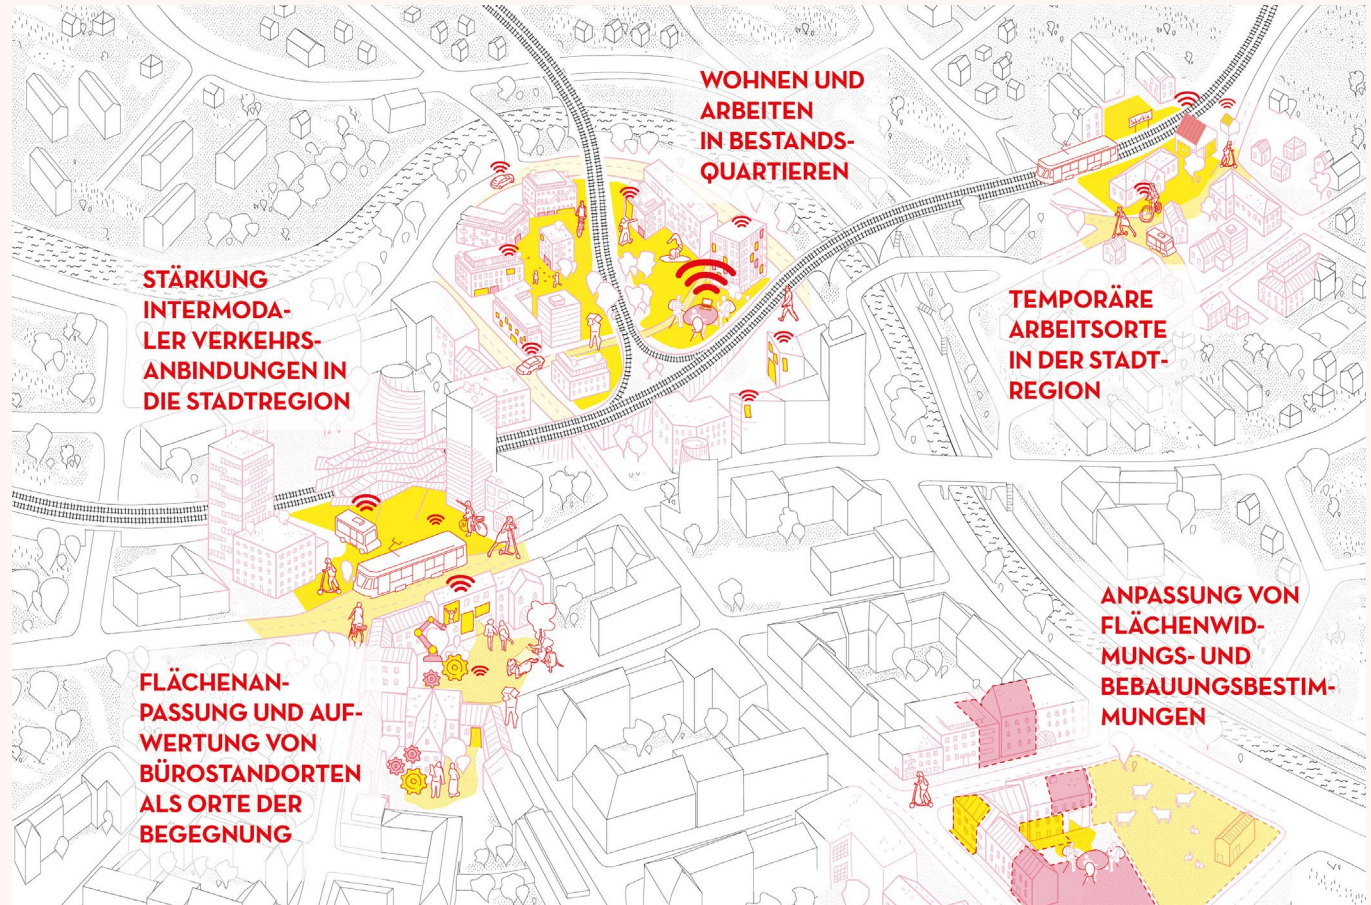 WOHNEN UND
ARBEITEN
IN BESTANDS-
QUARTIEREN
STÄRKUNG
INTERMODA-
LER VERKEHRS-
ANBINDUNGEN IN
DIE STADTREGION
TEMPORÄRE
ARBEITSORTE
IN DER STADT-
REGION
FLÄCHENAN-
PASSUNG UND AUF-
WERTUNG VON
BÜROSTANDORTEN
ALS ORTE DER
BEGEGNUNG
ANPASSUNG VON
FLÄCHENWID-
MUNGS- UND
BEBAUUNGSBESTIM-
MUNGEN